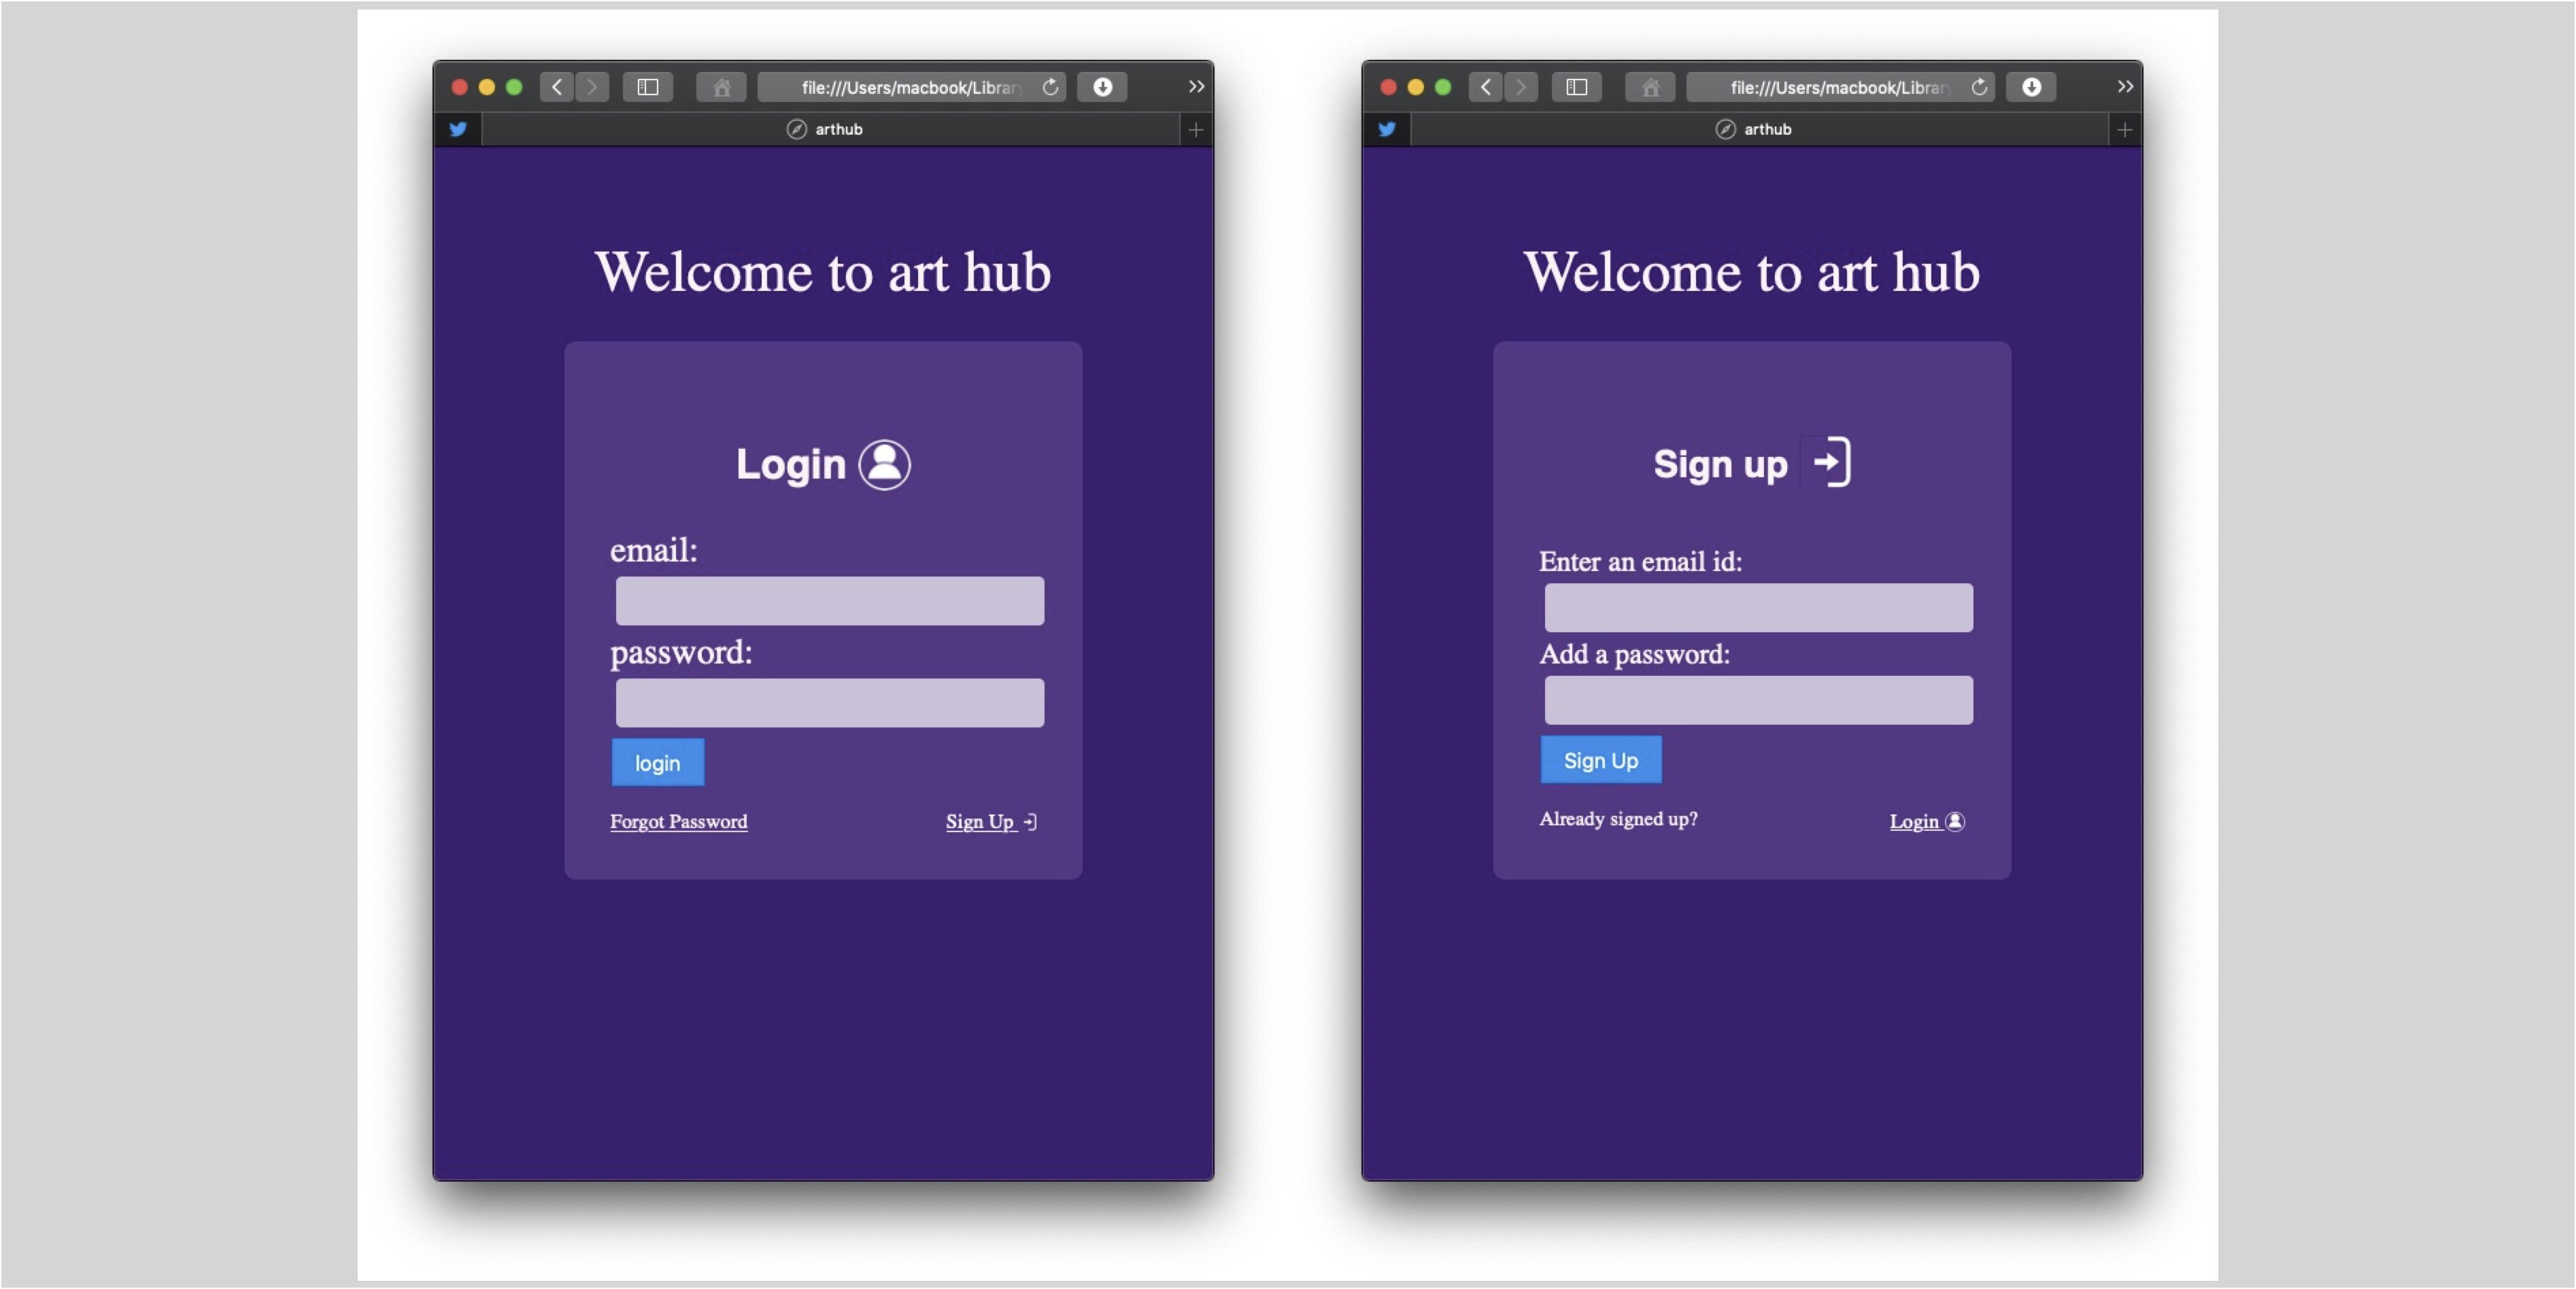 file:///Users/macbook/Librar
arthub
Welcome to art hub
Login
email:
password:
login
Forgot Password
Sign Up
file:///Users/macbook/Librar
arthub
Welcome to art hub
Sign up
Enter an email id:
Add a password:
Sign Up
Already signed up?
Login